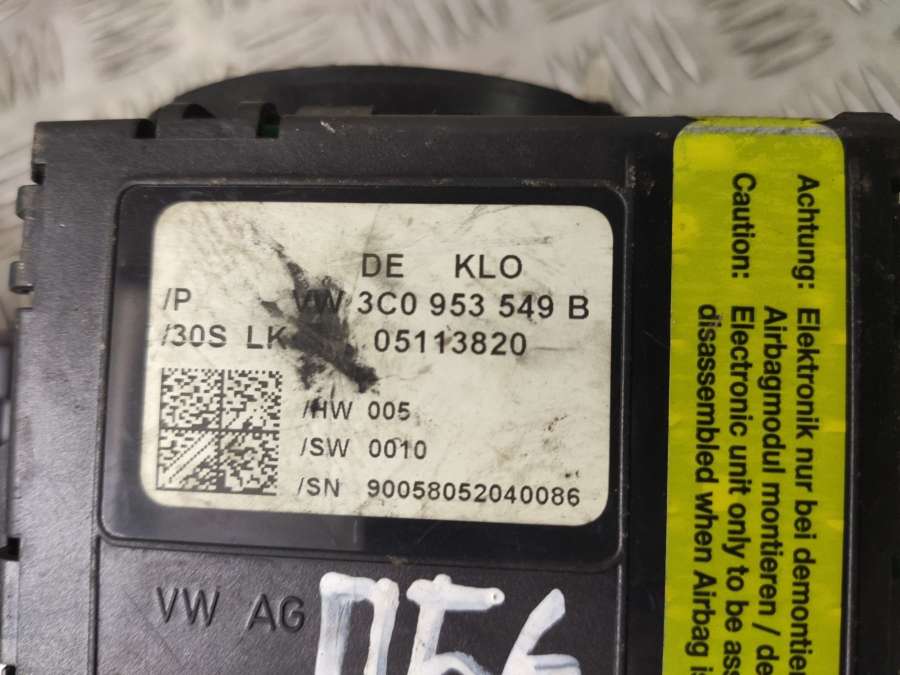 DE KLO
/P VW 3C0 953 549 B
/30S LK 05113820
/HW 005
/SW 0010
/SN 90058052040086
VW AG
П56
Achtung: Elektronik nur bei demontier
Airbagmodul montieren / de
Caution: Electronic unit only to be ass
disassembled when Airbag is